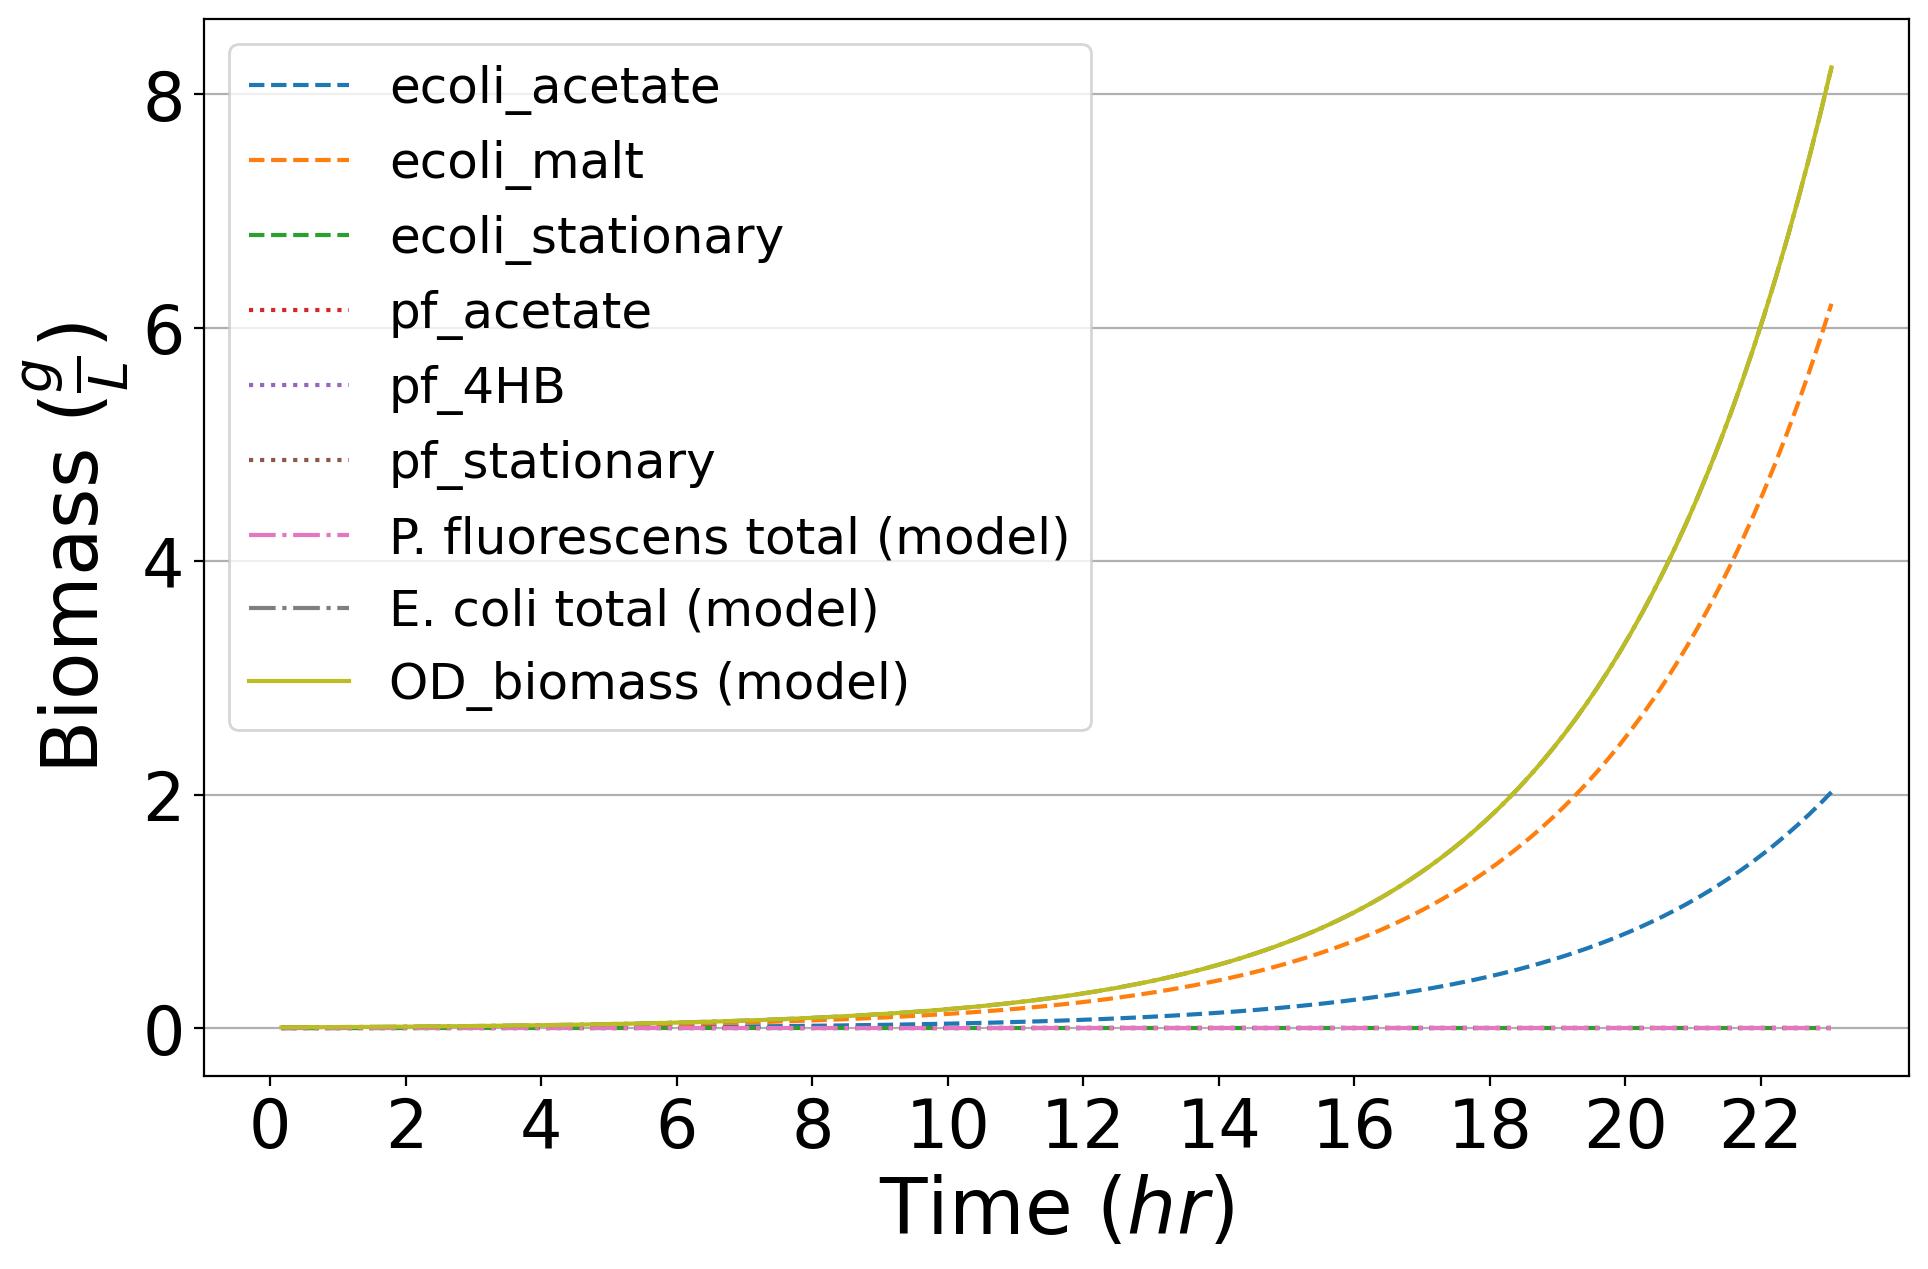 8
6
4
2
0
Biomass (g/L)
ecoli_acetate
ecoli_malt
ecoli_stationary
pf_acetate
pf_4HB
pf_stationary
P. fluorescens total (model)
E. coli total (model)
OD_biomass (model)
0 2 4 6 8 10 12 14 16 18 20 22
Time (hr)